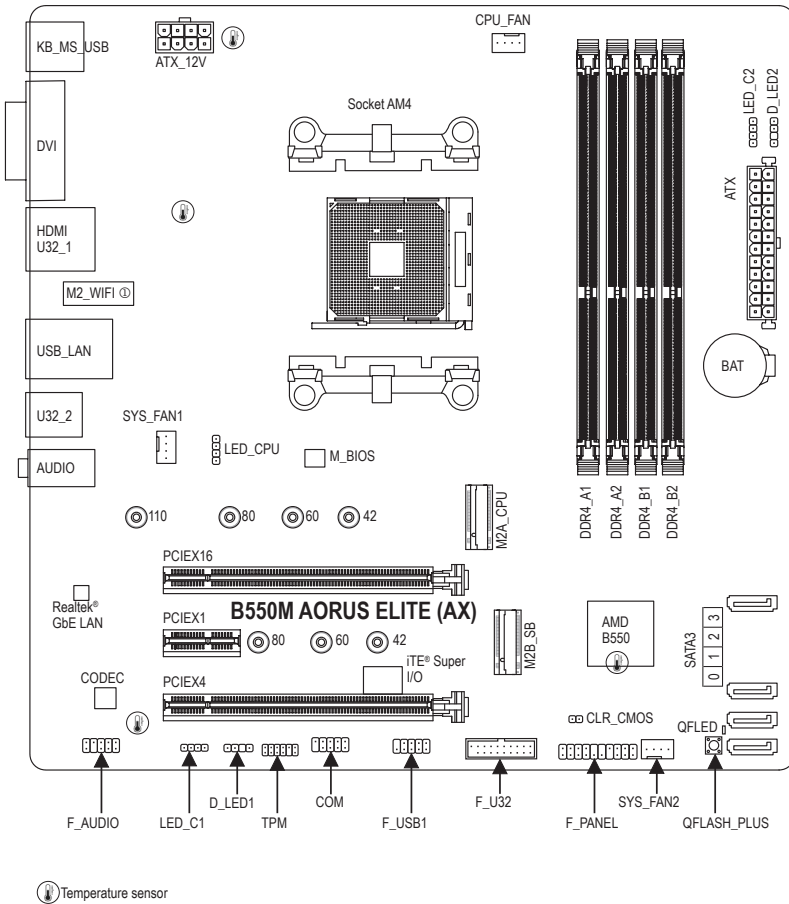 KB_MS_USB
ATX_12V
CPU_FAN
LED_C2
D_LED2
Socket AM4
DVI
ATX
HDMI
U32_1
M2_WIFI ①
USB_LAN
BAT
U32_2
SYS_FAN1
LED_CPU
M_BIOS
AUDIO
DDR4_A1
DDR4_A2
DDR4_B1
DDR4_B2
M2A_CPU
110
80
60
42
PCIEX16
Realtek®
GbE LAN
B550M AORUS ELITE (AX)
AMD
B550
SATA3
0 1 2 3
PCIEX1
80
60
42
M2B_SB
iTE® Super
I/O
CODEC
PCIEX4
CLR_CMOS
QFLED
F_AUDIO
LED_C1
D_LED1
TPM
COM
F_USB1
F_U32
F_PANEL
SYS_FAN2
QFLASH_PLUS
Temperature sensor